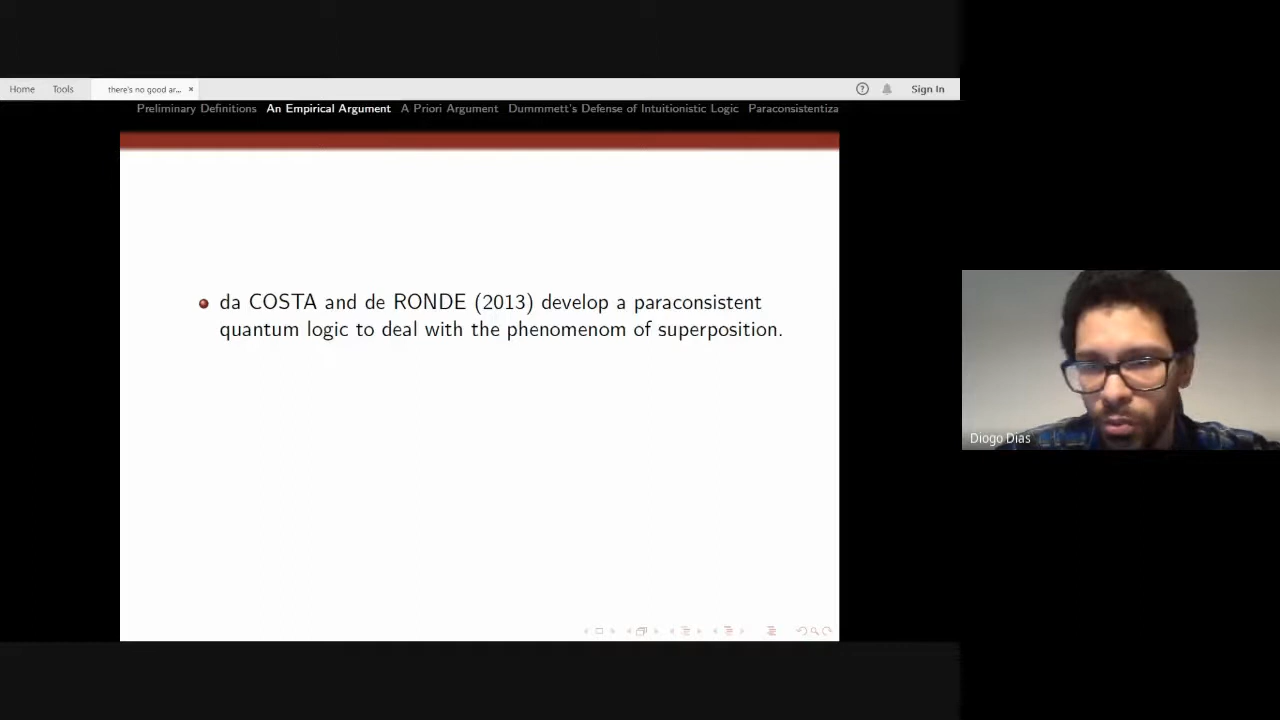 Home Tools there's no good ar... × ? Sign In
Preliminary Definitions An Empirical Argument A Priori Argument Dummmett's Defense of Intuitionistic Logic Paraconsistentiza
da COSTA and de RONDE (2013) develop a paraconsistent
quantum logic to deal with the phenomenom of superposition.
Diogo Dias